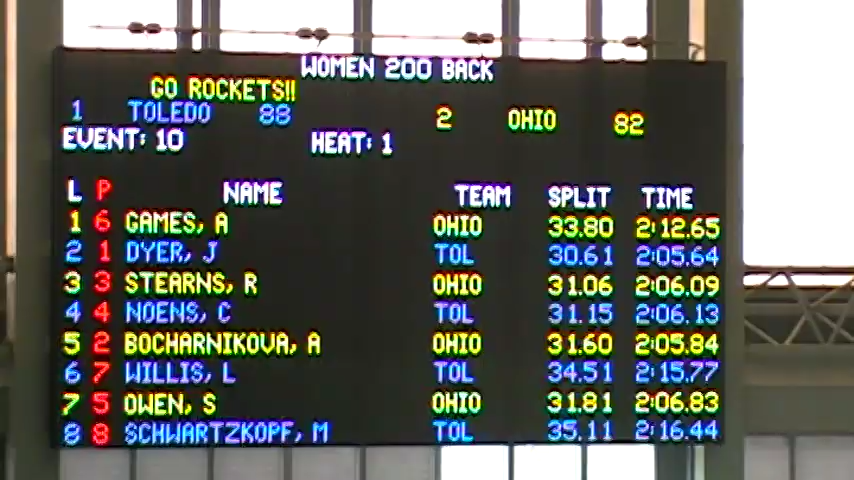 WOMEN 200 BACK
GO ROCKETS!!
1 TOLEDO 88 2 OHIO 82
EVENT: 10 HEAT: 1
L P NAME TEAM SPLIT TIME
1 6 GAMES, A OHIO 33.80 2:12.65
2 1 DYER, J TOL 30.61 2:05.64
3 3 STEARNS, R OHIO 31.06 2:06.09
4 4 NOENS, C TOL 31.15 2:06.13
5 2 BOCHARNIKOVA, A OHIO 31.60 2:05.84
6 7 WILLIS, L TOL 34.51 2:15.77
7 5 OWEN, S OHIO 31.81 2:06.83
8 8 SCHWARTZKOPF, M TOL 35.11 2:16.44